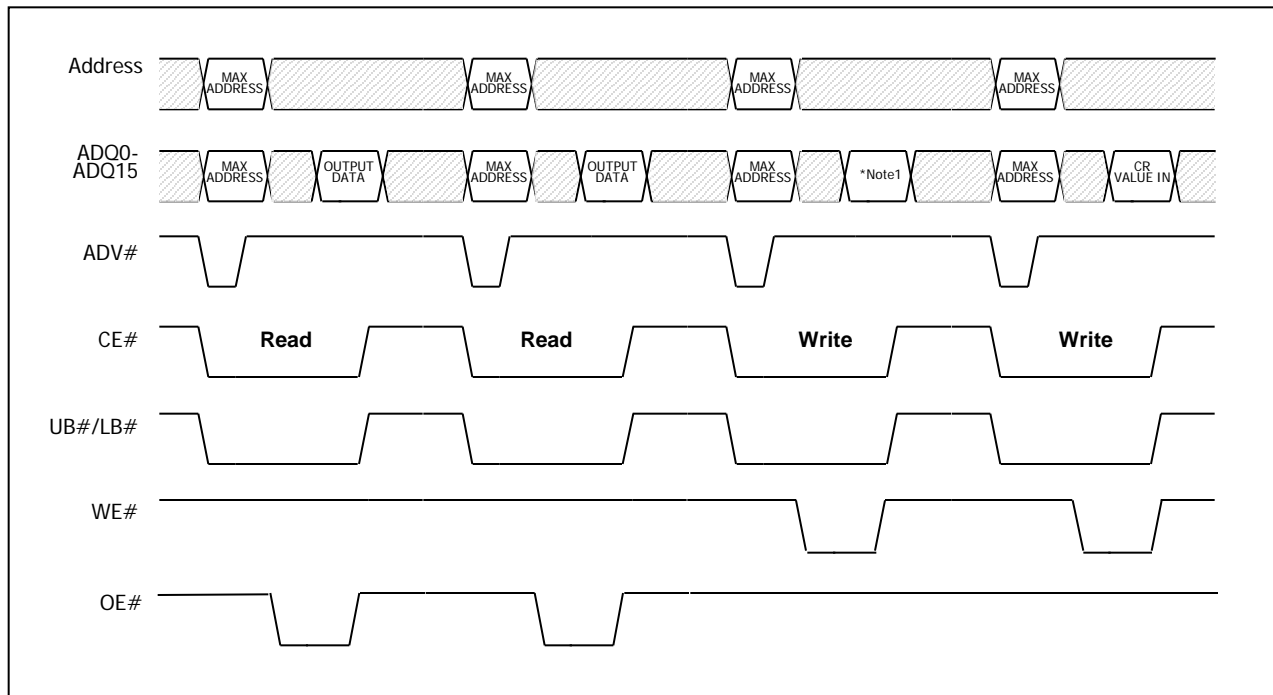 Address
MAX
ADDRESS
MAX
ADDRESS
MAX
ADDRESS
MAX
ADDRESS
ADQ0-
ADQ15
MAX
ADDRESS
OUTPUT
DATA
MAX
ADDRESS
OUTPUT
DATA
MAX
ADDRESS
*Note1
MAX
ADDRESS
CR
VALUE IN
ADV#
CE#
Read
Read
Write
Write
UB#/LB#
WE#
OE#